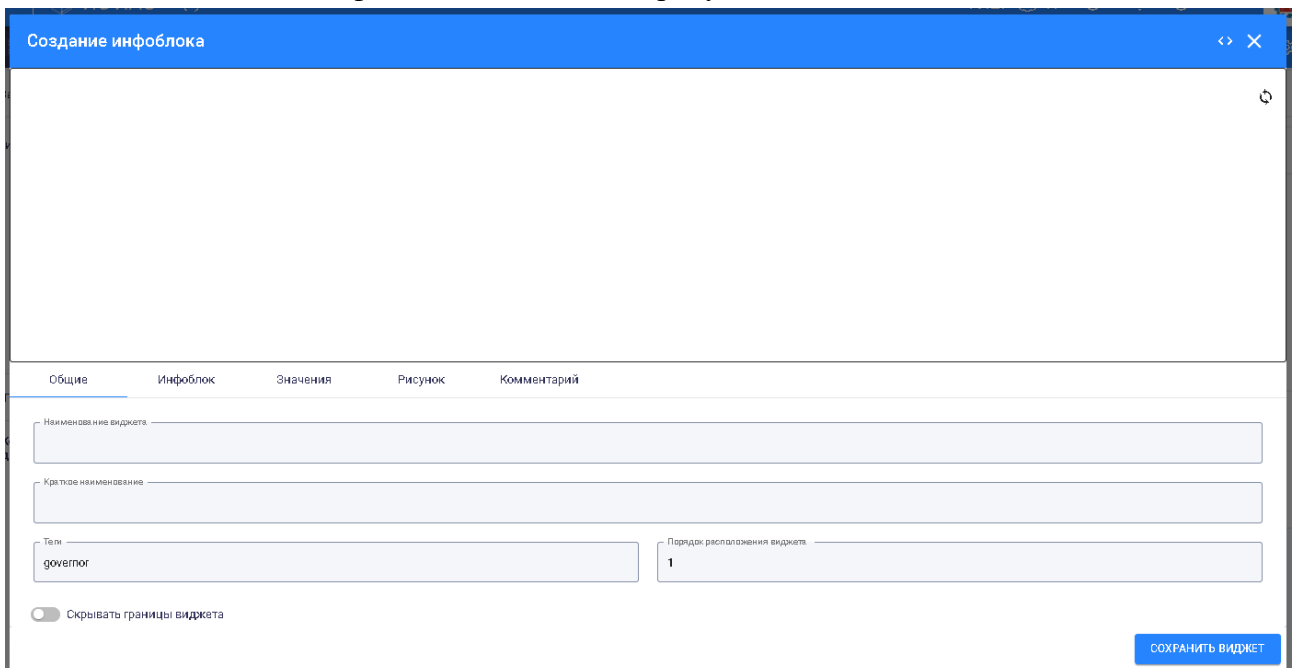 Создание инфоблока
Общие Инфоблок Значения Рисунок Комментарий
Наименование виджета
Краткое наименование
Теги Порядок расположения виджета
governor 1
Скрывать границы виджета
СОХРАНИТЬ ВИДЖЕТ